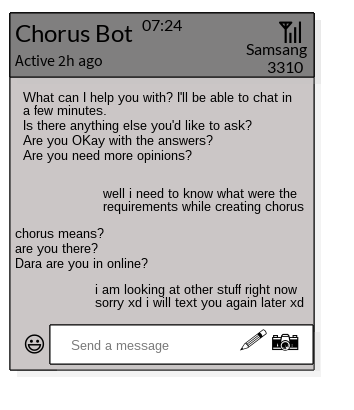 Chorus Bot
07:24
Active 2h ago
Samsang
3310
What can I help you with? I'll be able to chat in
a few minutes.
Is there anything else you'd like to ask?
Are you OKay with the answers?
Are you need more opinions?
well i need to know what were the
requirements while creating chorus
chorus means?
are you there?
Dara are you in online?
i am looking at other stuff right now
sorry xd i will text you again later xd
Send a message